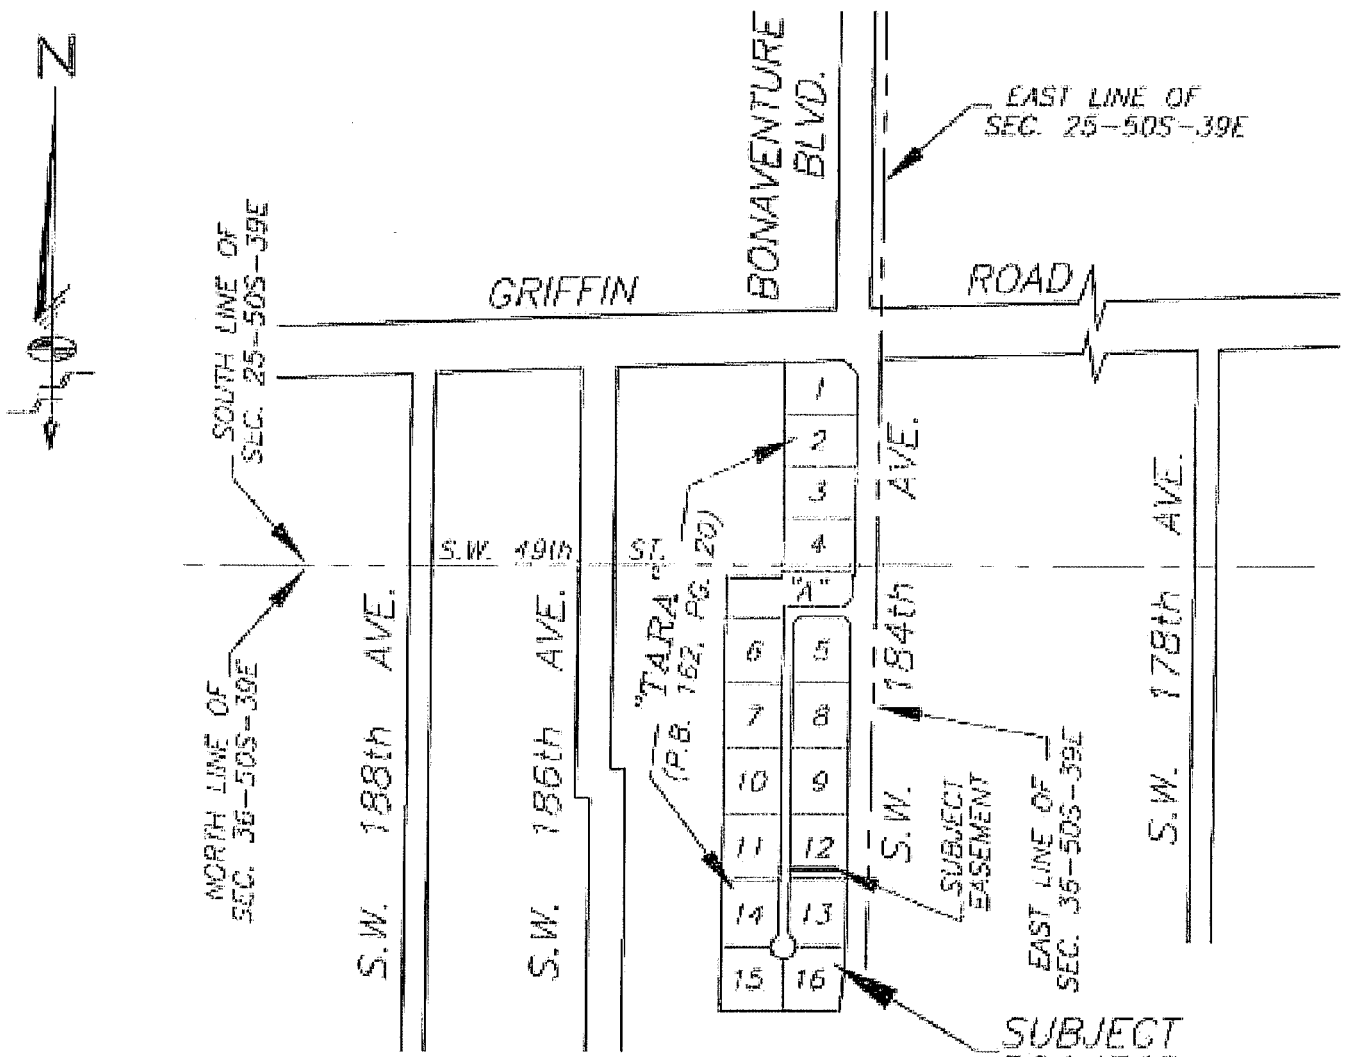 N
BONAVENTURE
BLVD.
EAST LINE OF
SEC. 25-50S-39E
SOUTH LINE OF
SEC. 25-50S-39E
GRIFFIN
ROAD
1
2
3
4
"A"
S.W. 49th ST.
AVE.
184th
S.W.
S.W. 178th AVE.
S.W. 188th AVE.
S.W. 186th AVE.
"TARA"
(P.B. 162, PG. 120)
NORTH LINE OF
SEC. 36-50S-39E
6
5
7
8
10
9
11
12
14
13
15
16
SUBJECT
EASEMENT
EAST LINE OF
SEC. 36-50S-39E
SUBJECT